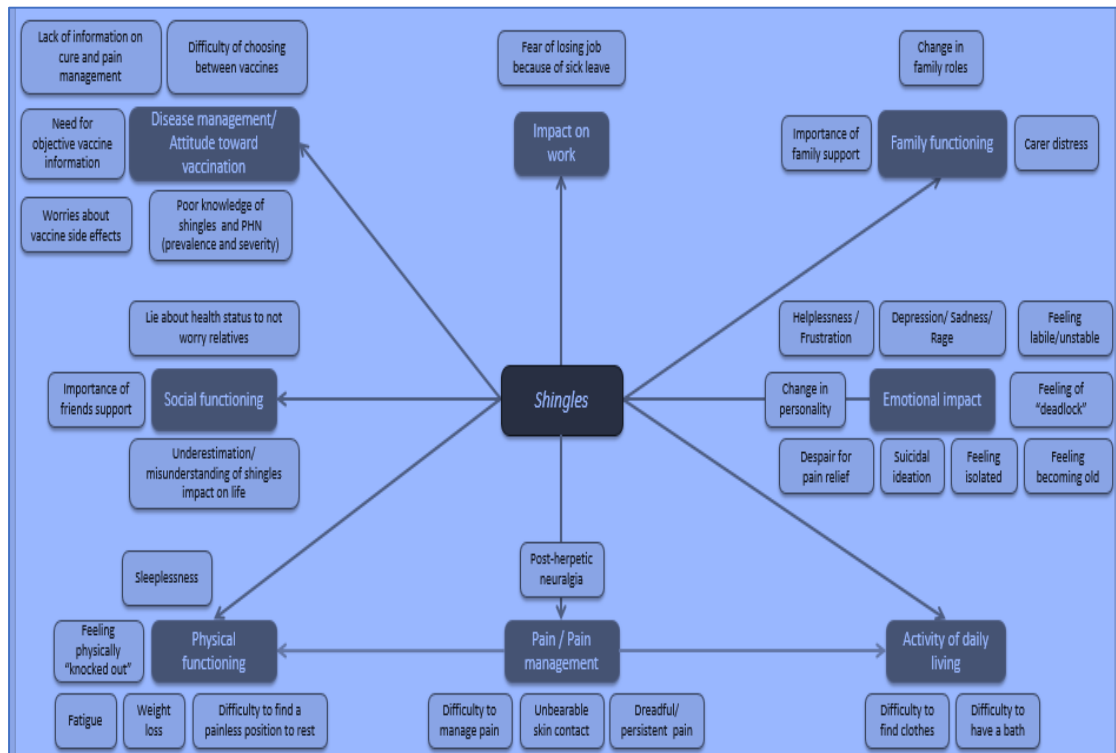 Lack of information on
cure and pain
management
Difficulty of choosing
between vaccines
Need for
objective vaccine
information
Disease management/
Attitude toward
vaccination
Worries about
vaccine side effects
Poor knowledge of
shingles and PHN
(prevalence and severity)
Fear of losing job
because of sick leave
Impact on
work
Change in
family roles
Importance of
family support
Family functioning
Carer distress
Lie about health status to not
worry relatives
Importance of
friends support
Social functioning
Underestimation/
misunderstanding of shingles
impact on life
Shingles
Helplessness /
Frustration
Depression/ Sadness/
Rage
Feeling
labile/unstable
Change in
personality
Emotional impact
Feeling of
“deadlock”
Despair for
pain relief
Suicidal
ideation
Feeling
isolated
Feeling
becoming old
Sleeplessness
Feeling
physically
“knocked out”
Physical
functioning
Fatigue
Weight
loss
Difficulty to find a
painless position to rest
Post-herpetic
neuralgia
Pain / Pain
management
Difficulty to
manage pain
Unbearable
skin contact
Dreadful/
persistent pain
Activity of daily
living
Difficulty to
find clothes
Difficulty to
have a bath